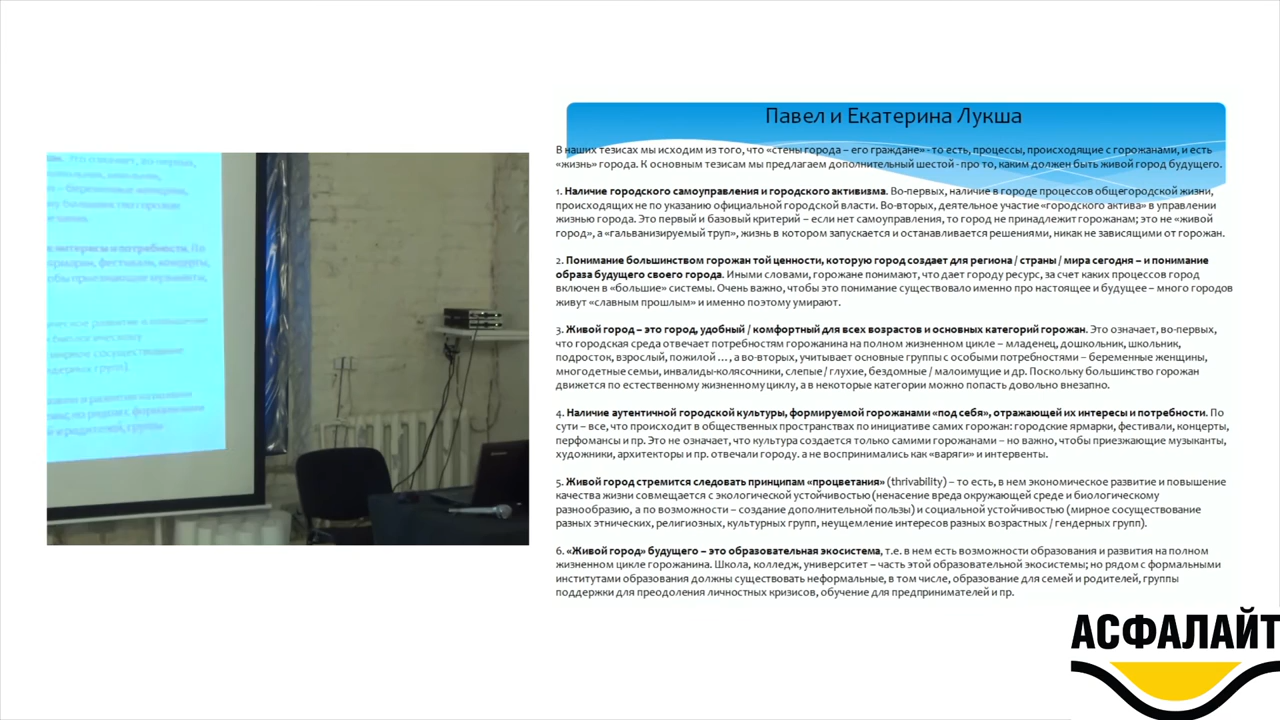 Павел и Екатерина Лукша
В наших тезисах мы исходим из того, что «стены города – его граждане» - то есть, процессы, происходящие с горожанами, и есть
«жизнь» города. К основным тезисам мы предлагаем дополнительный шестой - про то, каким должен быть живой город будущего.
1. Наличие городского самоуправления и городского активизма. Во-первых, наличие в городе процессов общегородской жизни,
происходящих не по указанию официальной городской власти. Во-вторых, деятельное участие «городского актива» в управлении
жизнью города. Это первый и базовый критерий – если нет самоуправления, то город не принадлежит горожанам; это не «живой
город», а «гальванизируемый труп», жизнь в котором запускается и останавливается решениями, никак не зависящими от горожан.
2. Понимание большинством горожан той ценности, которую город создает для региона / страны / мира сегодня – и понимание
образа будущего своего города. Иными словами, горожане понимают, что дает городу ресурс, за счет каких процессов город
включен в «большие» системы. Очень важно, чтобы это понимание существовало именно про настоящее и будущее – много городов
живут «славным прошлым» и именно поэтому умирают.
3. Живой город – это город, удобный / комфортный для всех возрастов и основных категорий горожан. Это означает, во-первых,
что городская среда отвечает потребностям горожанина на полном жизненном цикле – младенец, дошкольник, школьник,
подросток, взрослый, пожилой ... , а во-вторых, учитывает основные группы с особыми потребностями – беременные женщины,
многодетные семьи, инвалиды-колясочники, слепые / глухие, бездомные / малоимущие и др. Поскольку большинство горожан
движется по естественному жизненному циклу, а в некоторые категории можно попасть довольно внезапно.
4. Наличие аутентичной городской культуры, формируемой горожанами «под себя», отражающей их интересы и потребности. По
сути – все, что происходит в общественных пространствах по инициативе самих горожан: городские ярмарки, фестивали, концерты,
перфомансы и пр. Это не означает, что культура создается только самими горожанами – но важно, чтобы приезжающие музыканты,
художники, архитекторы и пр. отвечали городу. а не воспринимались как «варяги» и интервенты.
5. Живой город стремится следовать принципам «процветания» (thrivability) – то есть, в нем экономическое развитие и повышение
качества жизни совмещается с экологической устойчивостью (ненасение вреда окружающей среде и биологическому
разнообразию, а по возможности – создание дополнительной пользы) и социальной устойчивостью (мирное сосуществование
разных этнических, религиозных, культурных групп, неущемление интересов разных возрастных / гендерных групп).
6. «Живой город» будущего – это образовательная экосистема, т.е. в нем есть возможности образования и развития на полном
жизненном цикле горожанина. Школа, колледж, университет – часть этой образовательной экосистемы; но рядом с формальными
институтами образования должны существовать неформальные, в том числе, образование для семей и родителей, группы
поддержки для преодоления личностных кризисов, обучение для предпринимателей и пр.
АСФАЛАЙТ